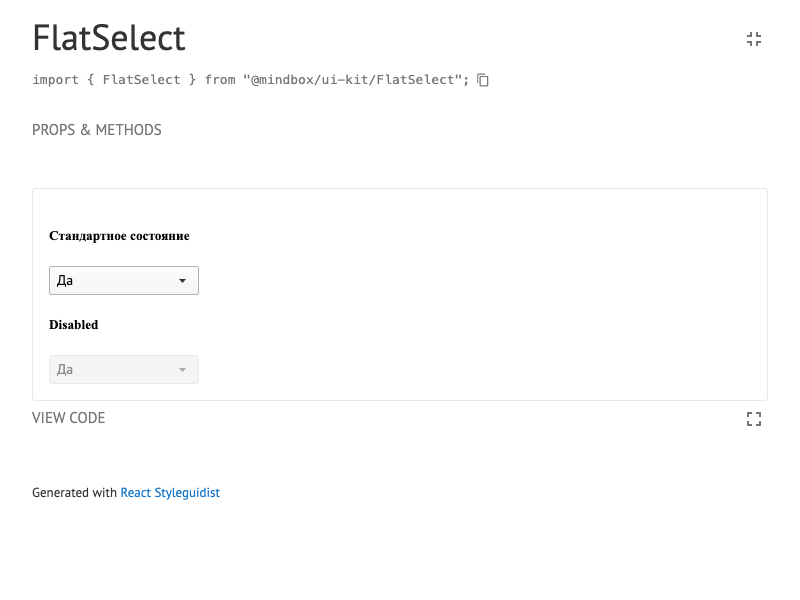 FlatSelect
import { FlatSelect } from "@mindbox/ui-kit/FlatSelect";
PROPS & METHODS
Стандартное состояние
Да
Disabled
Да
VIEW CODE
Generated with React Styleguidist